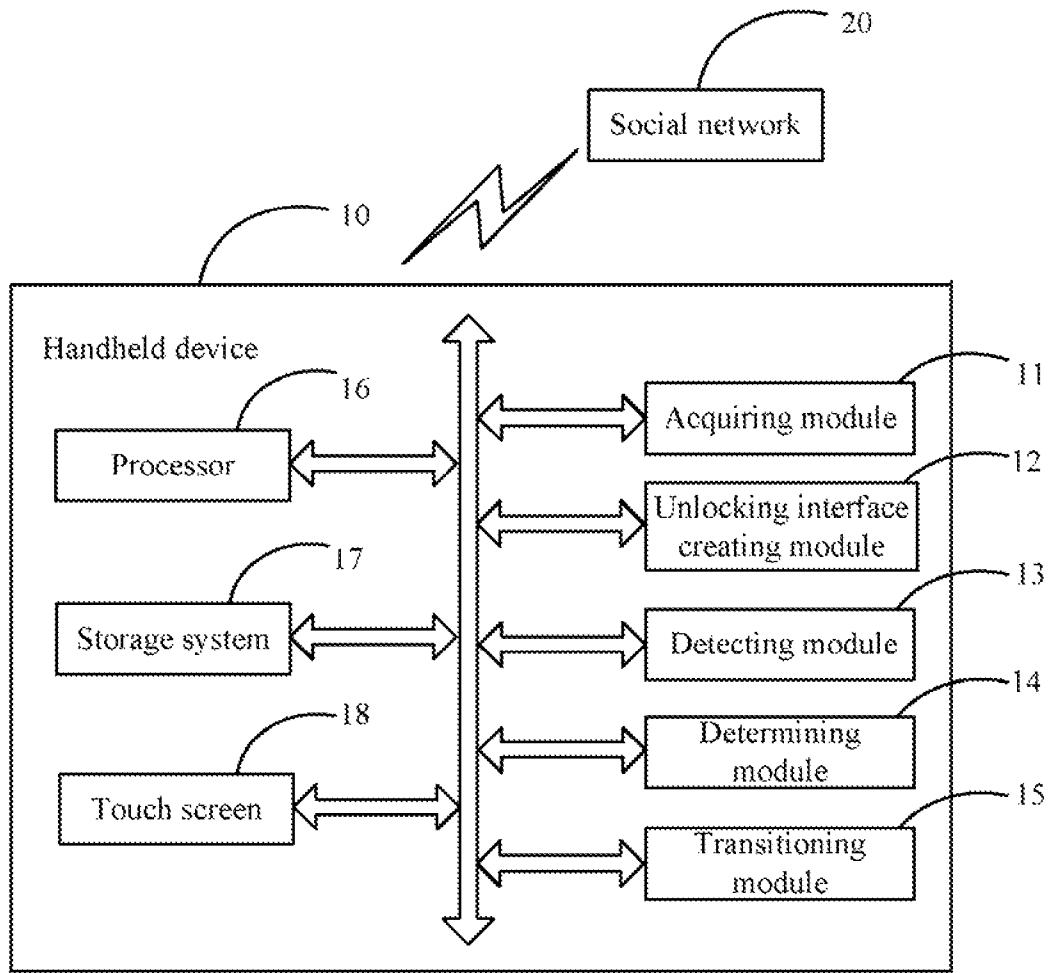 20
Social network
10
Handheld device
16
Processor
17
Storage system
18
Touch screen
11
Acquiring module
12
Unlocking interface
creating module
13
Detecting module
14
Determining
module
15
Transitioning
module